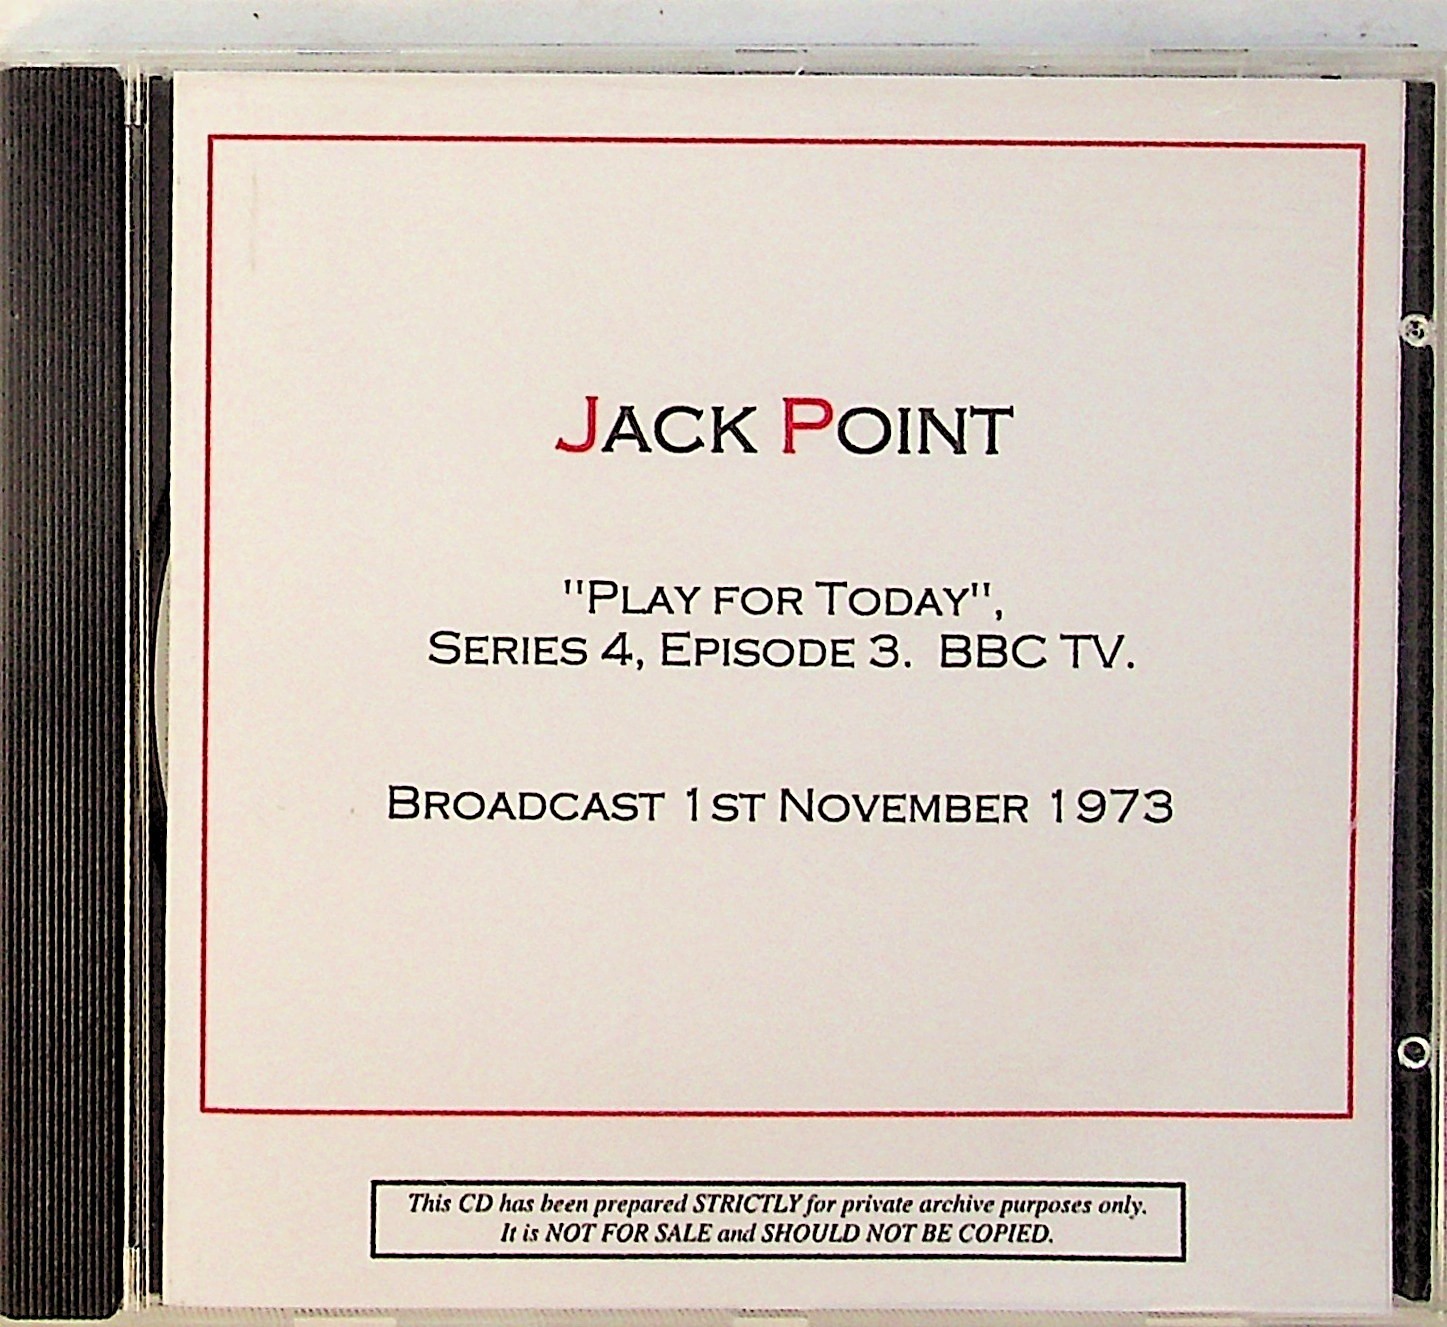 JACK POINT
"PLAY FOR TODAY",
SERIES 4, EPISODE 3. BBC TV.
BROADCAST 1ST NOVEMBER 1973
This CD has been prepared STRICTLY for private archive purposes only.
It is NOT FOR SALE and SHOULD NOT BE COPIED.